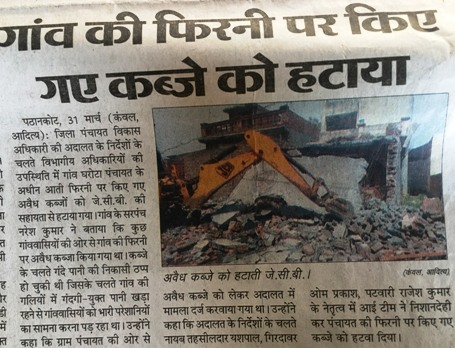 गांव की फिरनी पर किए
गए कब्जे को हटाया
पठानकोट, 31 मार्च (कंवल,
आदित्य): जिला पंचायत विकास
अधिकारी की अदालत के निर्देशों के
चलते विभागीय अधिकारियों की
उपस्थिति में गांव घरोटा पंचायत के
अधीन आती फिरनी पर किए गए
अवैध कब्जों को जे.सी.बी. की
सहायता से हटाया गया। गांव के सरपंच
नरेश कुमार ने बताया कि कुछ
गांववासियों की ओर से गांव की फिरनी
पर अवैध कब्जा किया गया था। कब्जे
के चलते गंदे पानी की निकासी ठप्प
हो चुकी थी जिसके चलते गांव की
गलियों में गंदगी-युक्त पानी खड़ा
रहने से गांववासियों को भारी परेशानियों
का सामना करना पड़ रहा था। उन्होंने
कहा कि ग्राम पंचायत की ओर से
अवैध कब्जे को हटाती जे.सी.बी.।
(कंवल, आदित्य)
अवैध कब्जे को लेकर अदालत में
मामला दर्ज करवाया गया था। उन्होंने
कहा कि अदालत के निर्देशों के चलते
नायब तहसीलदार यशपाल, गिरदावर
ओम प्रकाश, पटवारी राजेश कुमार
के नेतृत्व में आई टीम ने निशानदेही
कर पंचायत की फिरनी पर किए गए
कब्जे को हटवा दिया।